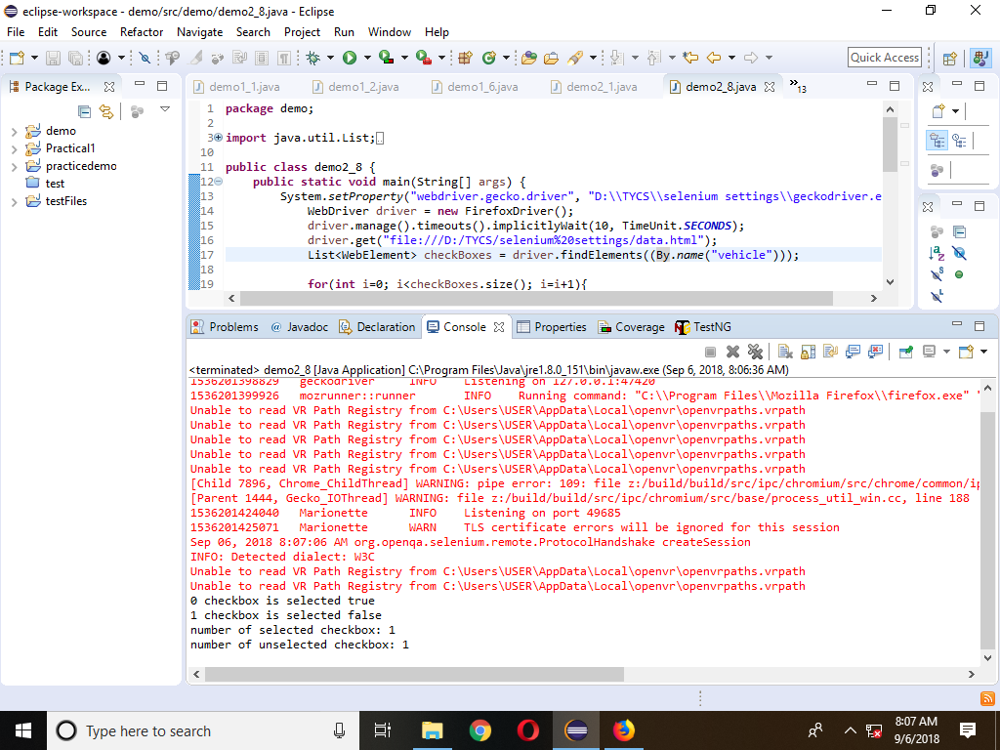 eclipse-workspace - demo/src/demo/demo2_8.java - Eclipse
File Edit Source Refactor Navigate Search Project Run Window Help
Quick Access
Package Ex...
demo
Practical1
practicedemo
test
testFiles
demo1_1.java demo1_2.java demo1_6.java demo2_1.java demo2_8.java »13
1 package demo;
2
3 import java.util.List;
10
11 public class demo2_8 {
12 public static void main(String[] args) {
13 System.setProperty("webdriver.gecko.driver", "D:\\TYCS\\selenium settings\\geckodriver.e
14 WebDriver driver = new FirefoxDriver();
15 driver.manage().timeouts().implicitlyWait(10, TimeUnit.SECONDS);
16 driver.get("file:///D:/TYCS/selenium%20settings/data.html");
17 List<WebElement> checkBoxes = driver.findElements((By.name("vehicle")));
18
19 for(int i=0; i<checkBoxes.size(); i=i+1){
Problems @ Javadoc Declaration Console Properties Coverage TestNG
<terminated> demo2_8 [Java Application] C:\Program Files\Java\jre1.8.0_151\bin\javaw.exe (Sep 6, 2018, 8:06:36 AM)
1536201398829 geckodriver INFO Listening on 127.0.0.1:47420
1536201399926 mozrunner::runner INFO Running command: "C:\\Program Files\\Mozilla Firefox\\firefox.exe" "
Unable to read VR Path Registry from C:\Users\USER\AppData\Local\openvr\openvrpaths.vrpath
Unable to read VR Path Registry from C:\Users\USER\AppData\Local\openvr\openvrpaths.vrpath
Unable to read VR Path Registry from C:\Users\USER\AppData\Local\openvr\openvrpaths.vrpath
Unable to read VR Path Registry from C:\Users\USER\AppData\Local\openvr\openvrpaths.vrpath
Unable to read VR Path Registry from C:\Users\USER\AppData\Local\openvr\openvrpaths.vrpath
[Child 7896, Chrome_ChildThread] WARNING: pipe error: 109: file z:/build/build/src/ipc/chromium/src/chrome/common/ip
[Parent 1444, Gecko_IOThread] WARNING: file z:/build/build/src/ipc/chromium/src/base/process_util_win.cc, line 188
1536201424040 Marionette INFO Listening on port 49685
1536201425071 Marionette WARN TLS certificate errors will be ignored for this session
Sep 06, 2018 8:07:06 AM org.openqa.selenium.remote.ProtocolHandshake createSession
INFO: Detected dialect: W3C
Unable to read VR Path Registry from C:\Users\USER\AppData\Local\openvr\openvrpaths.vrpath
Unable to read VR Path Registry from C:\Users\USER\AppData\Local\openvr\openvrpaths.vrpath
0 checkbox is selected true
1 checkbox is selected false
number of selected checkbox: 1
number of unselected checkbox: 1
Type here to search
8:07 AM
9/6/2018